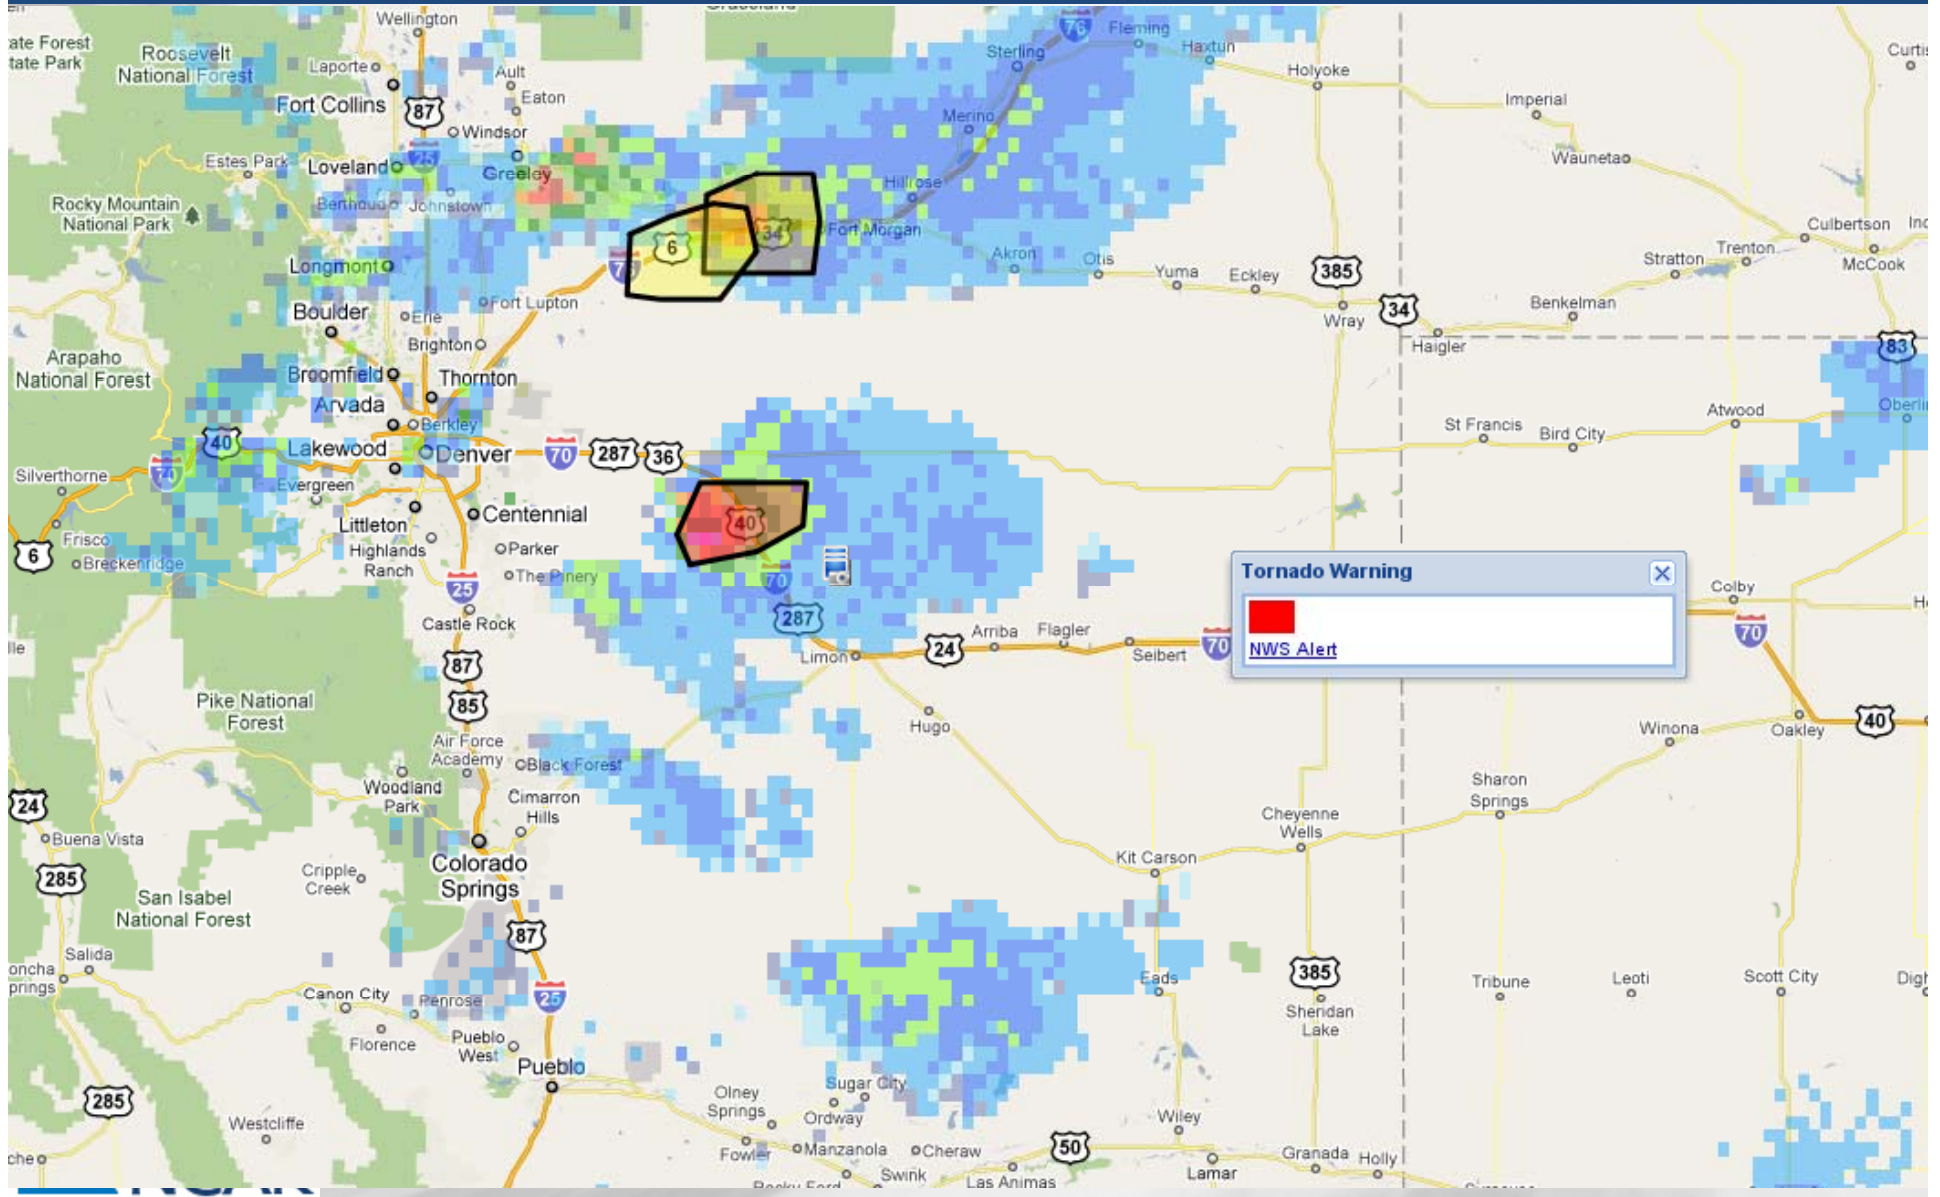 Wellington
Roosevelt
National Forest
Laporte
Ault
Eaton
Fort Collins
87
Windsor
Sterling
76
Fleming
Haxtun
Holyoke
Imperial
Merino
Wauneta
Estes Park
Loveland
25
Greeley
Hillrose
Rocky Mountain
National Park
Berthoud
Johnstown
6
34
Fort Morgan
Culbertson
Akron
Otis
Yuma
Eckley
385
Stratton
Trenton
McCook
Longmont
Fort Lupton
Boulder
Erie
Wray
34
Benkelman
Haigler
83
Brighton
Arapaho
National Forest
Broomfield
Thornton
Arvada
Berkley
40
Lakewood
Denver
70
287
36
St Francis
Bird City
Atwood
Silverthorne
70
Evergreen
Littleton
Centennial
40
Frisco
6
Breckenridge
Highlands
Ranch
Parker
The Pinery
25
70
287
Tornado Warning
NWS Alert
Colby
70
Castle Rock
87
85
Limon
24
Arriba
Flagler
Seibert
70
Pike National
Forest
Hugo
Winona
Oakley
40
Air Force
Academy
Black Forest
Woodland
Park
Cimarron
Hills
24
Buena Vista
Sharon
Springs
Cheyenne
Wells
Kit Carson
Colorado
Springs
285
Cripple
Creek
San Isabel
National Forest
87
Salida
Canon City
Penrose
25
Eads
385
Sheridan
Lake
Tribune
Leoti
Scott City
Florence
Pueblo
West
Pueblo
285
Westcliffe
Olney
Springs
Sugar City
Ordway
Wiley
Fowler
Manzanola
Cheraw
50
Swink
Las Animas
Lamar
Granada
Holly
NCAR